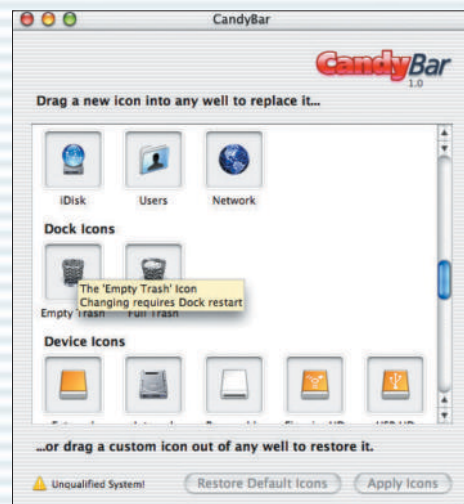 CandyBar
CandyBar
1.0
Drag a new icon into any well to replace it...
iDisk Users Network
Dock Icons
The 'Empty Trash' Icon
Changing requires Dock restart
Empty Trash Full Trash
Device Icons
...or drag a custom icon out of any well to restore it.
Unqualified System! Restore Default Icons Apply Icons